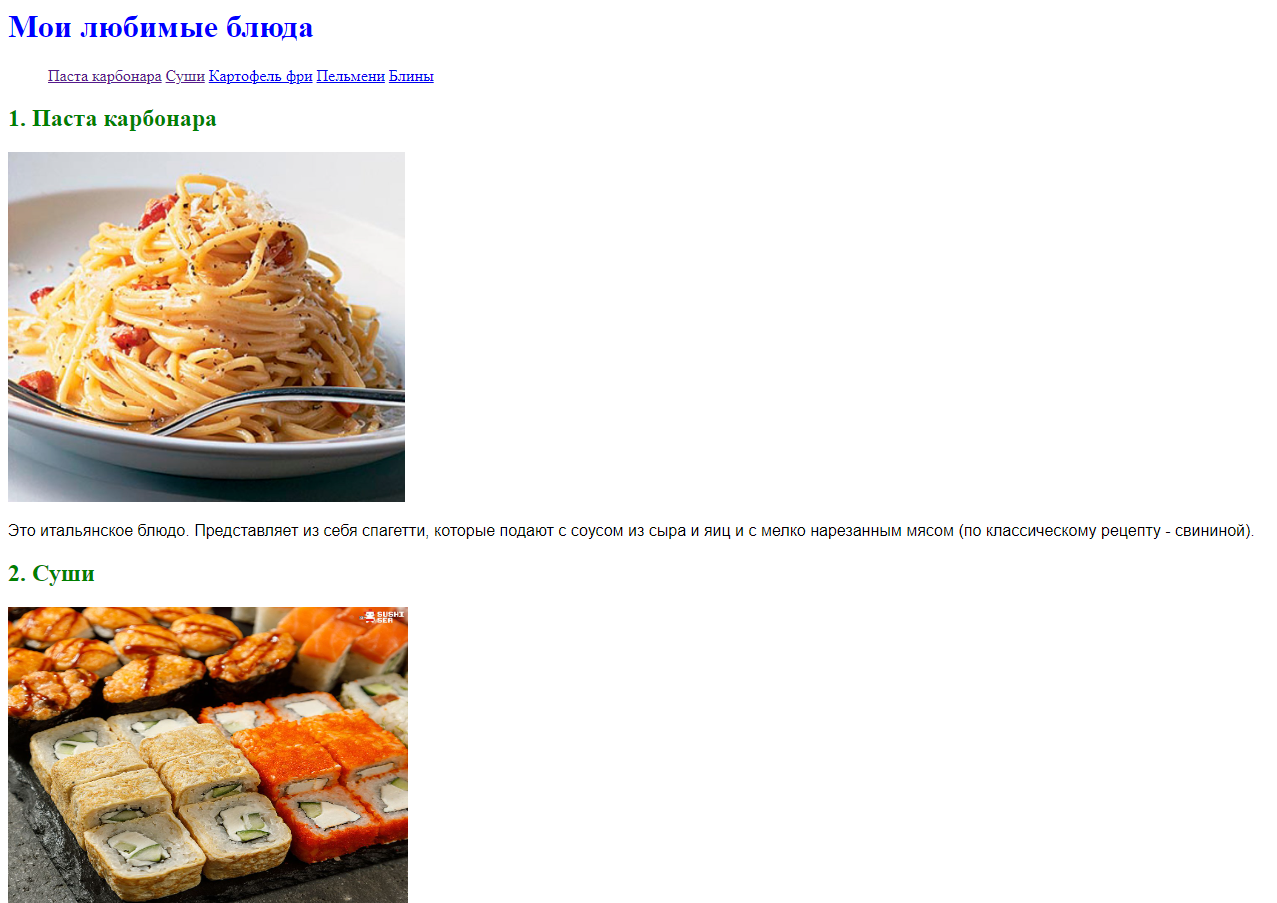 Мои любимые блюда
Паста карбонара Суши Картофель фри Пельмени Блины
1. Паста карбонара
Это итальянское блюдо. Представляет из себя спагетти, которые подают с соусом из сыра и яиц и с мелко нарезанным мясом (по классическому рецепту - свининой).
2. Суши
SUSHI
SER